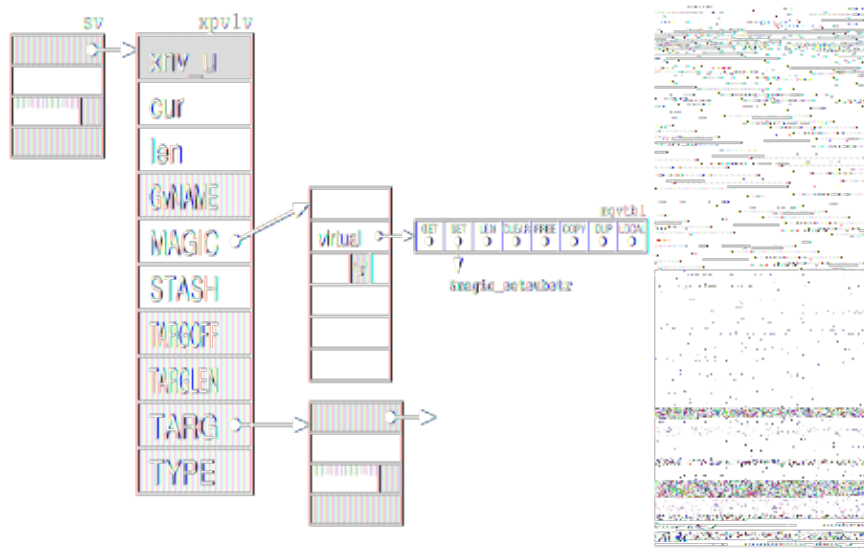 sv
xpvlv
xnv_u
cur
len
GvNAME
MAGIC
STASH
TARGOFF
TARGLEN
TARG
TYPE
virtual
mgvtbl
GET SET LEN CLEAR FREE COPY DUP LOCAL
&magic_setsubstr